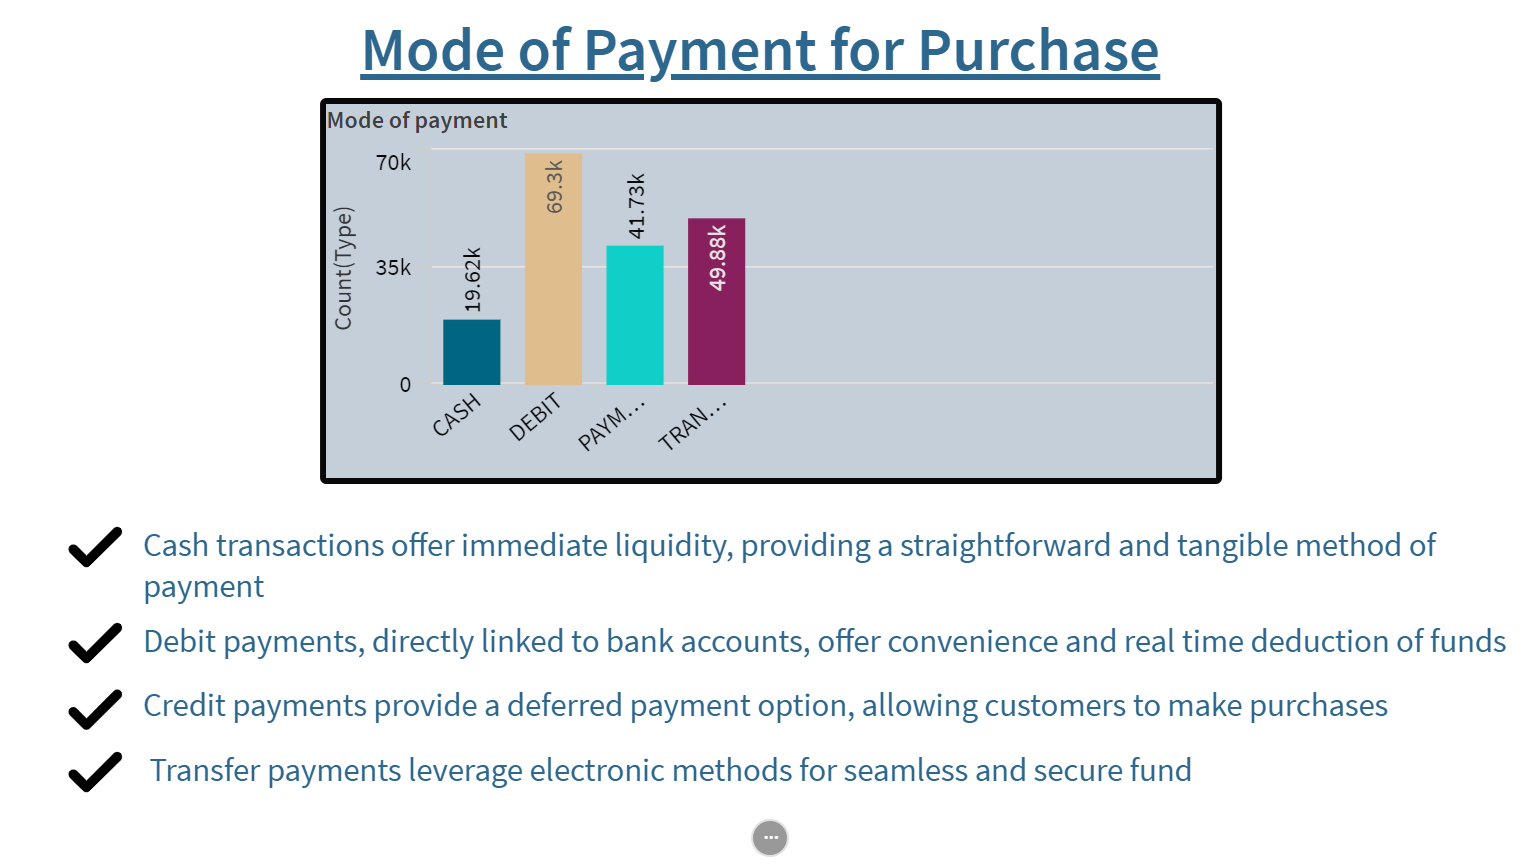 Mode of Payment for Purchase
Mode of payment
70k
35k
0
Count(Type)
19.62k
69.3k
41.73k
49.88k
CASH
DEBIT
PAYM...
TRAN...
Cash transactions offer immediate liquidity, providing a straightforward and tangible method of
payment
Debit payments, directly linked to bank accounts, offer convenience and real time deduction of funds
Credit payments provide a deferred payment option, allowing customers to make purchases
Transfer payments leverage electronic methods for seamless and secure fund